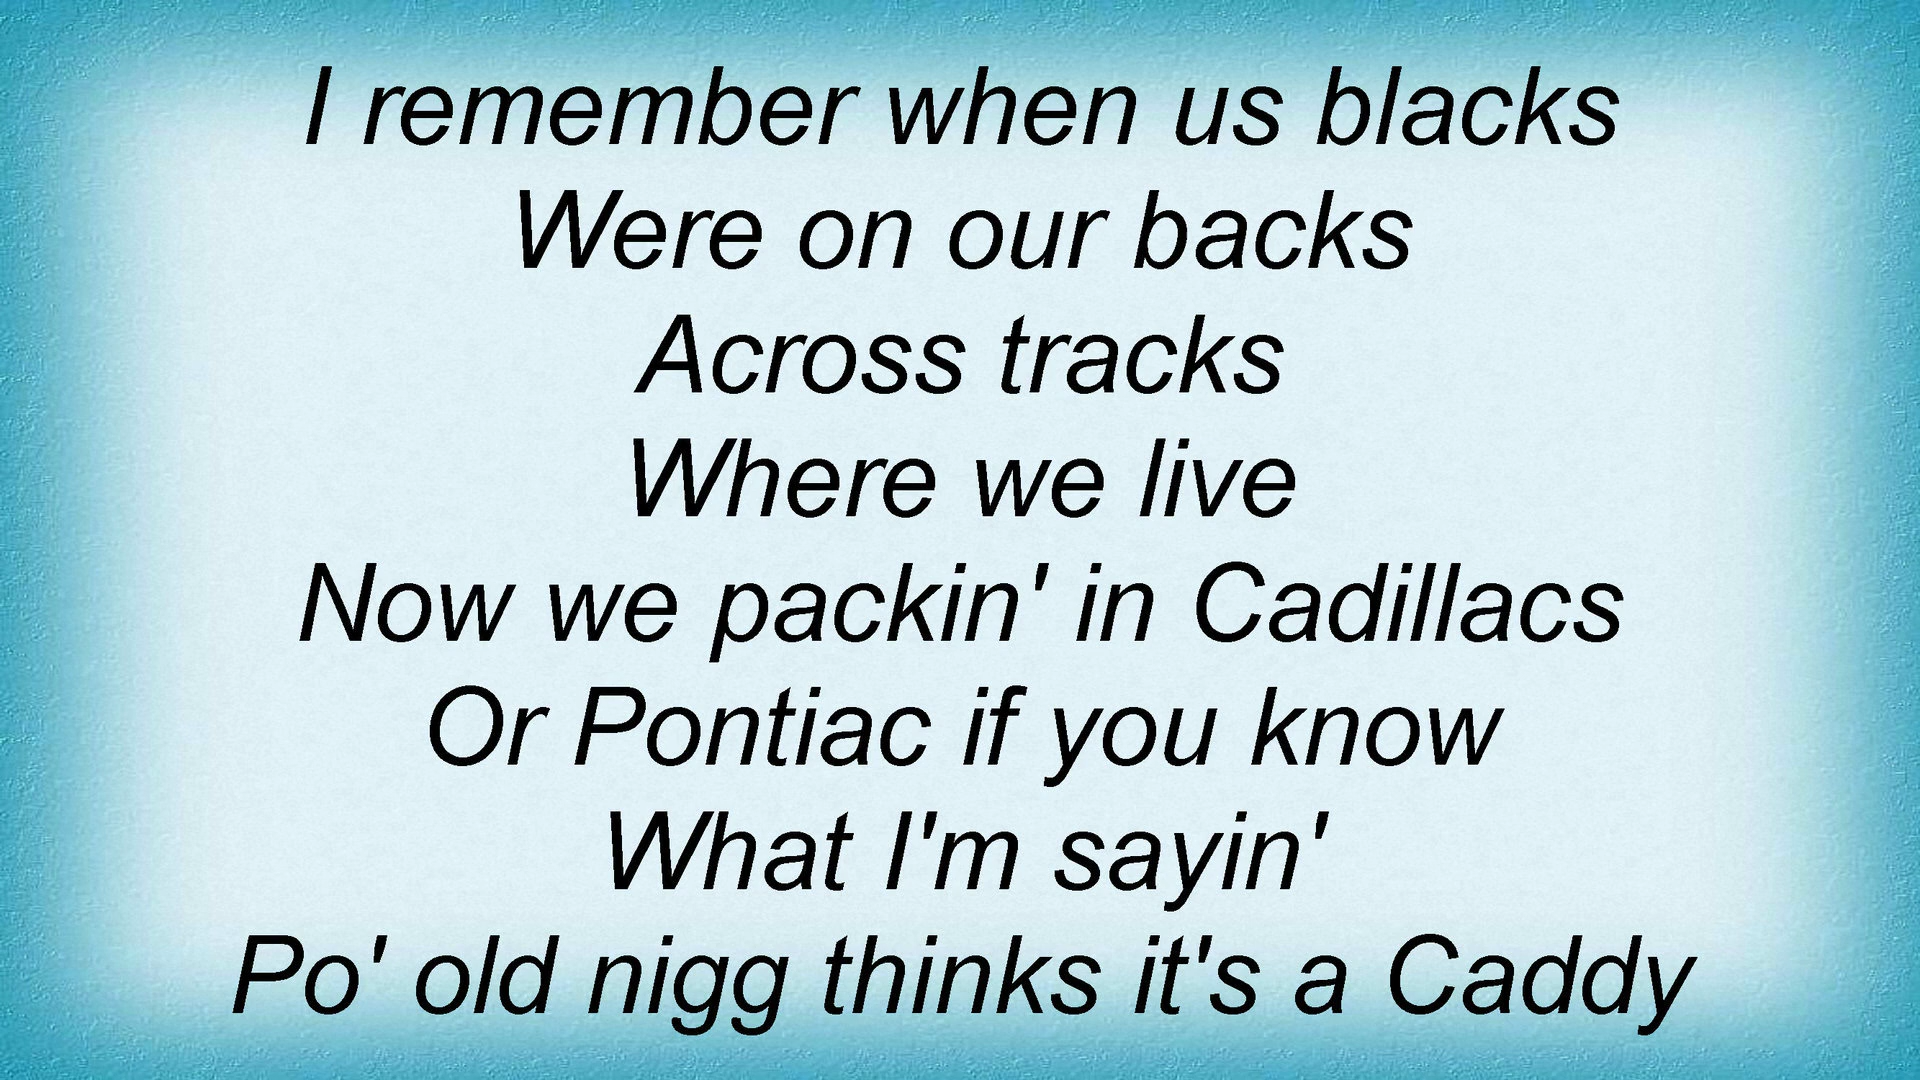 I remember when us blacks
Were on our backs
Across tracks
Where we live
Now we packin' in Cadillacs
Or Pontiac if you know
What I'm sayin'
Po' old nigg thinks it's a Caddy